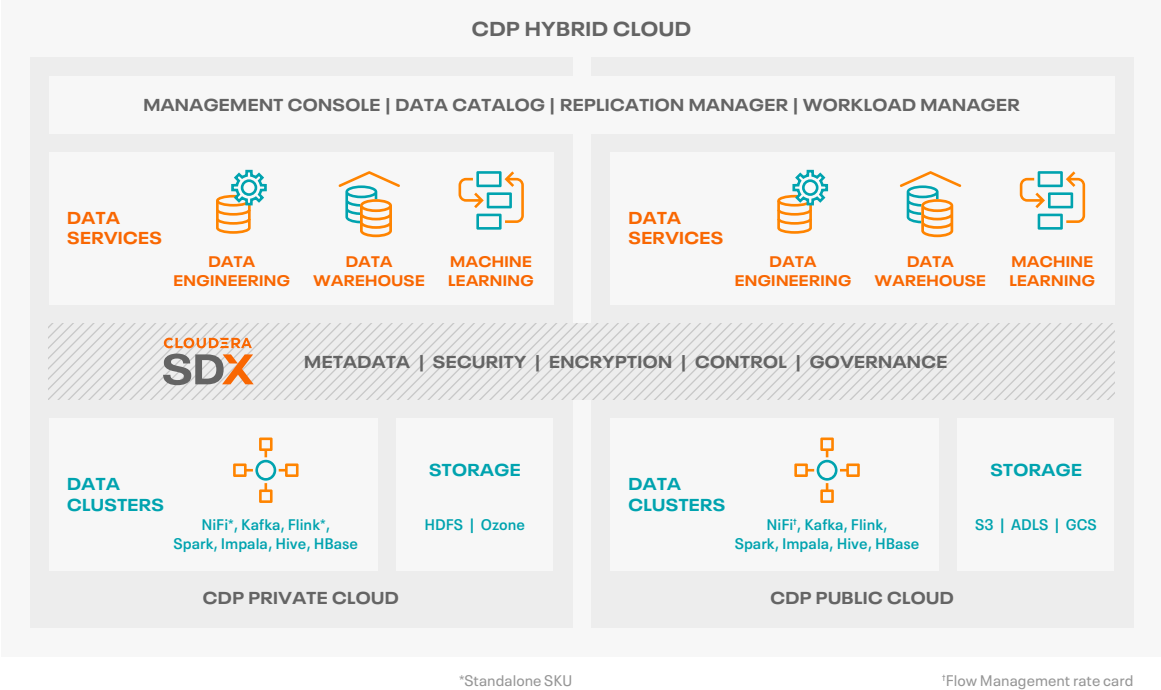 CDP HYBRID CLOUD
MANAGEMENT CONSOLE | DATA CATALOG | REPLICATION MANAGER | WORKLOAD MANAGER
DATA
SERVICES
DATA
ENGINEERING
DATA
WAREHOUSE
MACHINE
LEARNING
DATA
SERVICES
DATA
ENGINEERING
DATA
WAREHOUSE
MACHINE
LEARNING
CLOUDERA
SDX
METADATA | SECURITY | ENCRYPTION | CONTROL | GOVERNANCE
DATA
CLUSTERS
NiFi*, Kafka, Flink*,
Spark, Impala, Hive, HBase
STORAGE
HDFS | Ozone
DATA
CLUSTERS
NiFi†, Kafka, Flink,
Spark, Impala, Hive, HBase
STORAGE
S3 | ADLS | GCS
CDP PRIVATE CLOUD
CDP PUBLIC CLOUD
*Standalone SKU
†Flow Management rate card